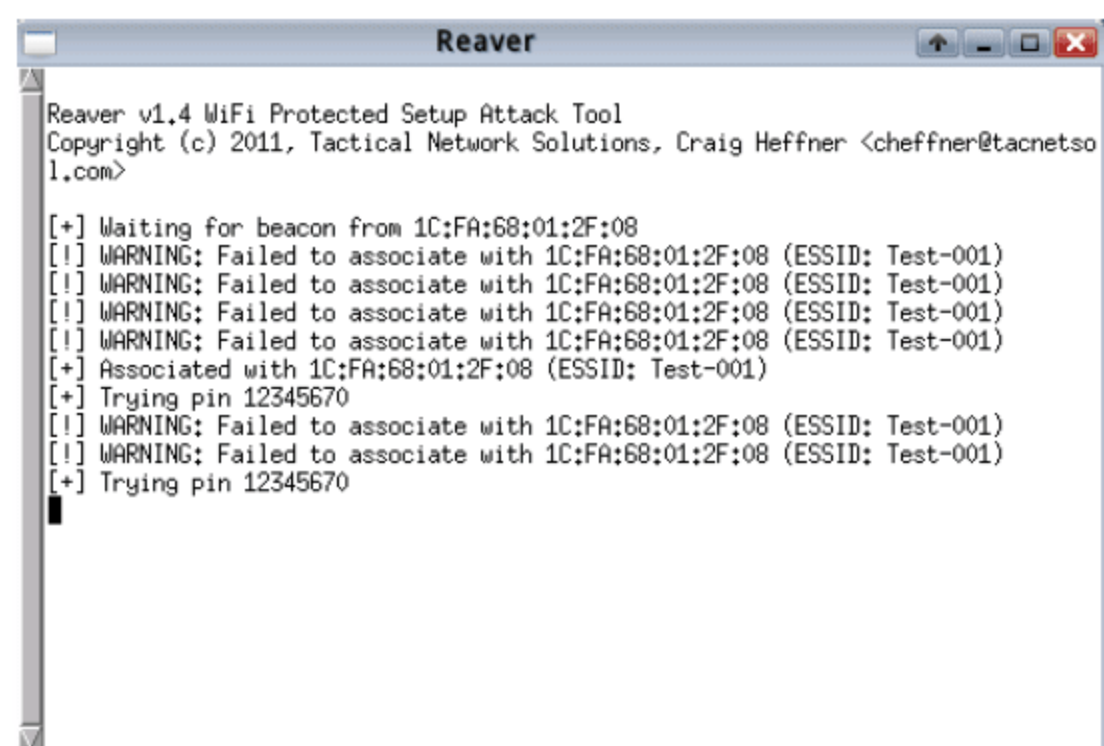 Reaver
Reaver v1.4 WiFi Protected Setup Attack Tool
Copyright (c) 2011, Tactical Network Solutions, Craig Heffner <cheffner@tacnetso
l.com>
[+] Waiting for beacon from 1C:FA:68:01:2F:08
[!] WARNING: Failed to associate with 1C:FA:68:01:2F:08 (ESSID: Test-001)
[!] WARNING: Failed to associate with 1C:FA:68:01:2F:08 (ESSID: Test-001)
[!] WARNING: Failed to associate with 1C:FA:68:01:2F:08 (ESSID: Test-001)
[!] WARNING: Failed to associate with 1C:FA:68:01:2F:08 (ESSID: Test-001)
[+] Associated with 1C:FA:68:01:2F:08 (ESSID: Test-001)
[+] Trying pin 12345670
[!] WARNING: Failed to associate with 1C:FA:68:01:2F:08 (ESSID: Test-001)
[!] WARNING: Failed to associate with 1C:FA:68:01:2F:08 (ESSID: Test-001)
[+] Trying pin 12345670